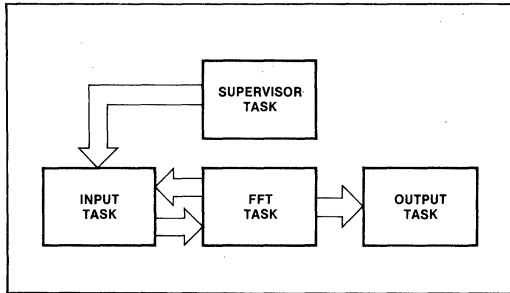 SUPERVISOR
TASK
INPUT
TASK
FFT
TASK
OUTPUT
TASK